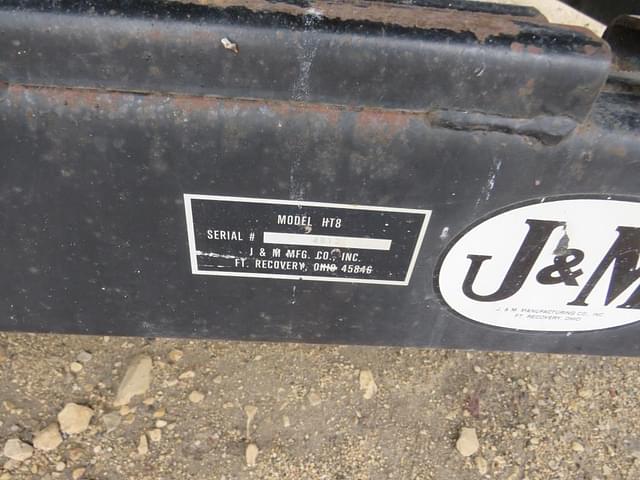 MODEL HT8
SERIAL #
J & M MFG. CO., INC.
FT. RECOVERY, OHIO 45846
J&M
J. & M. MANUFACTURING CO., INC.
FT. RECOVERY, OHIO